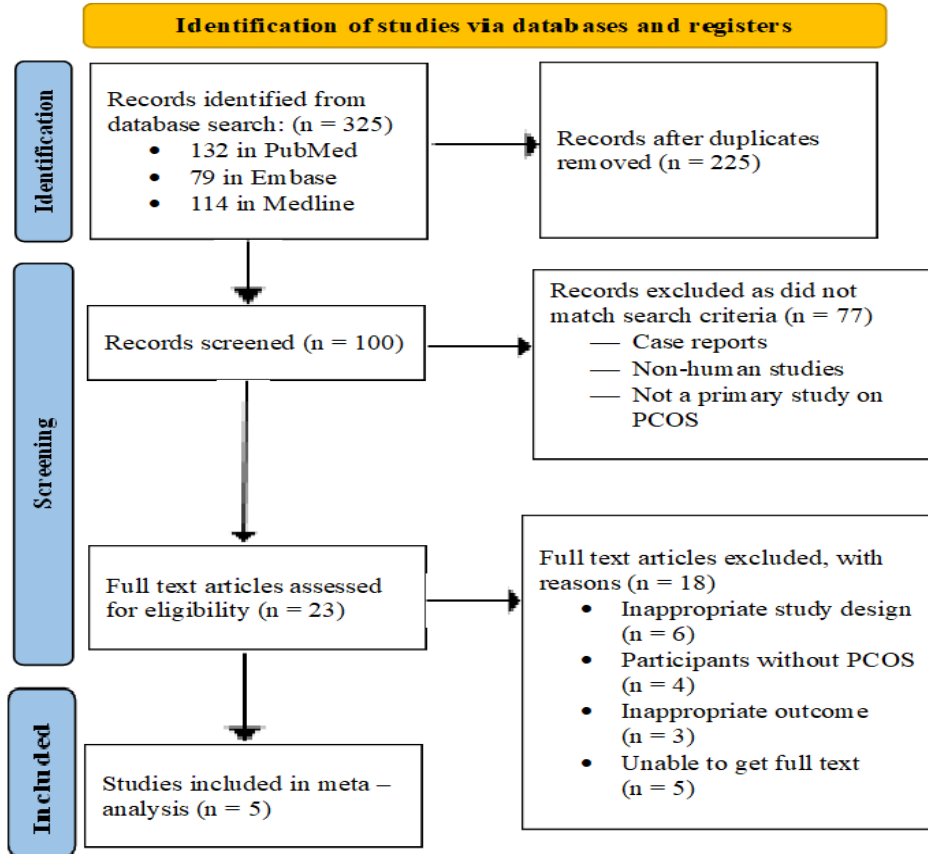 Identification of studies via databases and registers
Identification
Records identified from
database search: (n = 325)
• 132 in PubMed
• 79 in Embase
• 114 in Medline
Records after duplicates
removed (n = 225)
Screening
Records screened (n = 100)
Records excluded as did not
match search criteria (n = 77)
— Case reports
— Non-human studies
— Not a primary study on
PCOS
Full text articles assessed
for eligibility (n = 23)
Full text articles excluded, with
reasons (n = 18)
• Inappropriate study design
(n = 6)
• Participants without PCOS
(n = 4)
• Inappropriate outcome
(n = 3)
• Unable to get full text
(n = 5)
Included
Studies included in meta –
analysis (n = 5)